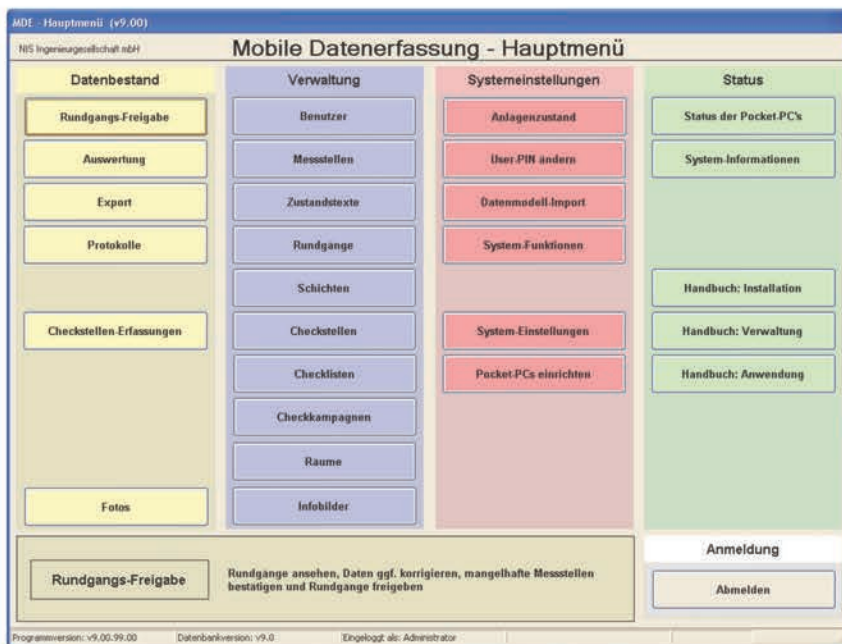 MDE - Hauptmenü (v9.00)
NIS Ingenieurgesellschaft mbH
Mobile Datenerfassung - Hauptmenü
Datenbestand
Rundgangs-Freigabe
Auswertung
Export
Protokolle
Checkstellen-Erfassungen
Fotos
Verwaltung
Benutzer
Messstellen
Zustandstexte
Rundgänge
Schichten
Checkstellen
Checklisten
Checkkampagnen
Räume
Infobilder
Systemeinstellungen
Anlagenzustand
User-PIN ändern
Datenmodell-Import
System-Funktionen
System-Einstellungen
Pocket-PCs einrichten
Status
Status der Pocket-PC's
System-Informationen
Handbuch: Installation
Handbuch: Verwaltung
Handbuch: Anwendung
Rundgangs-Freigabe
Rundgänge ansehen, Daten ggf. korrigieren, mangelhafte Messstellen
bestätigen und Rundgänge freigeben
Anmeldung
Abmelden
Programmversion: v9.00.99.00
Datenbankversion: v9.0
Eingeloggt als: Administrator